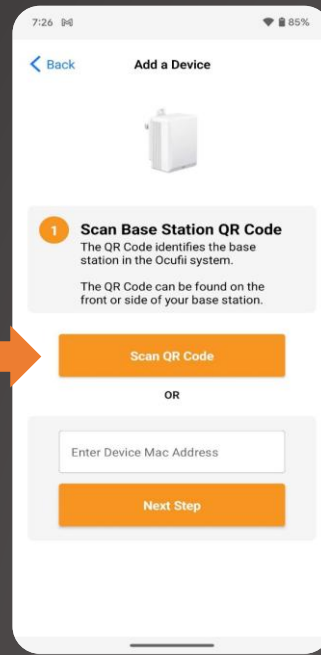 7:26
85%
Back
Add a Device
1
Scan Base Station QR Code
The QR Code identifies the base
station in the Ocufii system.
The QR Code can be found on the
front or side of your base station.
Scan QR Code
OR
Enter Device Mac Address
Next Step